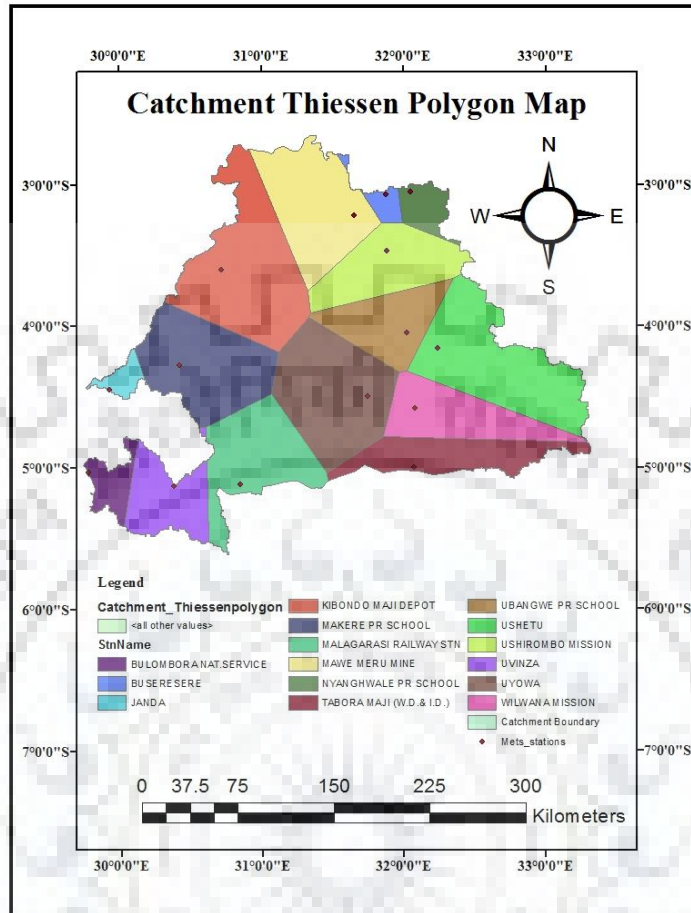 30°0'0"E 31°0'0"E 32°0'0"E 33°0'0"E
Catchment Thiessen Polygon Map
N
W E
S
3°0'0"S 3°0'0"S
4°0'0"S 4°0'0"S
5°0'0"S 5°0'0"S
6°0'0"S 6°0'0"S
7°0'0"S 7°0'0"S
Legend
Catchment_Thiessenpolygon
<all other values>
StnName
BULOMBORA NAT.SERVICE
BUSERESERE
JANDA
KIBONDO MAJI DEPOT
MAKERE PR SCHOOL
MALAGARASI RAILWAY STN
MAWE MERU MINE
NYANGHWALE PR SCHOOL
TABORA MAJI (W.D.& I.D.)
UBANGWE PR SCHOOL
USHETU
USHIROMBO MISSION
UVINZA
UYOWA
WILWANA MISSION
Catchment Boundary
Mets_stations
0 37.5 75 150 225 300
Kilometers
30°0'0"E 31°0'0"E 32°0'0"E 33°0'0"E